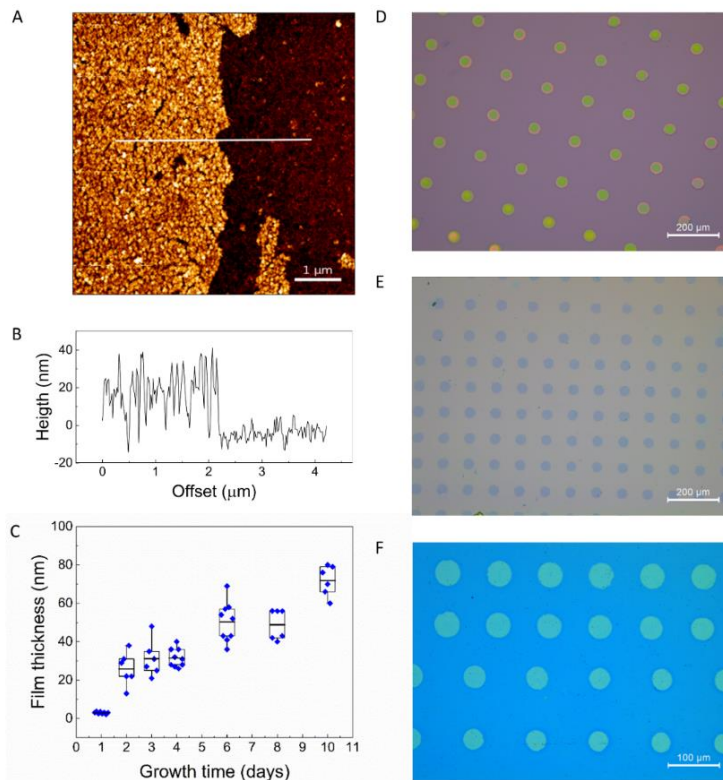 A
1 μm
B
Heigth (nm)
40
20
0
-20
0 1 2 3 4
Offset (μm)
C
Film thickness (nm)
100
80
60
40
20
0
0 1 2 3 4 5 6 7 8 9 10 11
Growth time (days)
D
200 μm
E
200 μm
F
100 μm